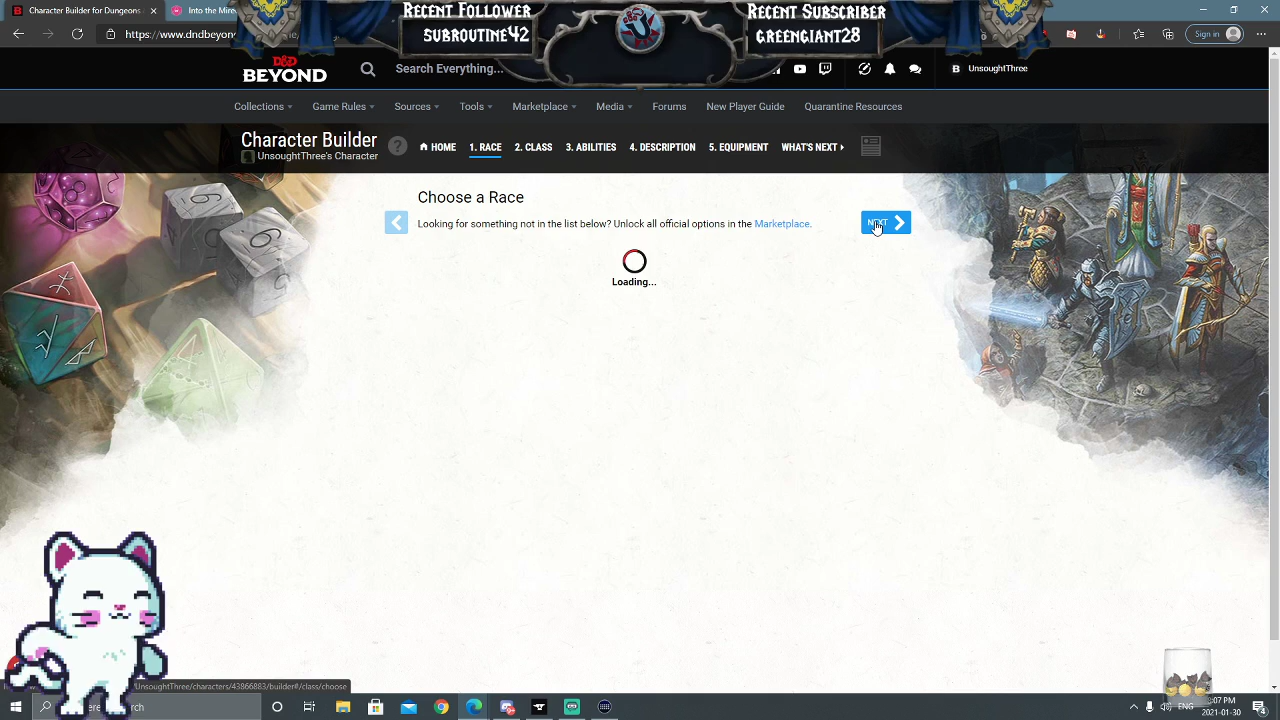 Character Builder for Dungeons
Into the Mire
RECENT FOLLOWER
SUBROUTINE42
RECENT SUBSCRIBER
GREENGIANT28
https://www.dndbeyon
Sign in
D&D
BEYOND
Search Everything...
UnsoughtThree
Collections
Game Rules
Sources
Tools
Marketplace
Media
Forums
New Player Guide
Quarantine Resources
Character Builder
UnsoughtThree's Character
?
HOME
1. RACE
2. CLASS
3. ABILITIES
4. DESCRIPTION
5. EQUIPMENT
WHAT'S NEXT
Choose a Race
Looking for something not in the list below? Unlock all official options in the Marketplace.
NEXT
Loading...
UnsoughtThree/characters/43866883/builder#/class/choose
ENG
:07 PM
2021-01-30